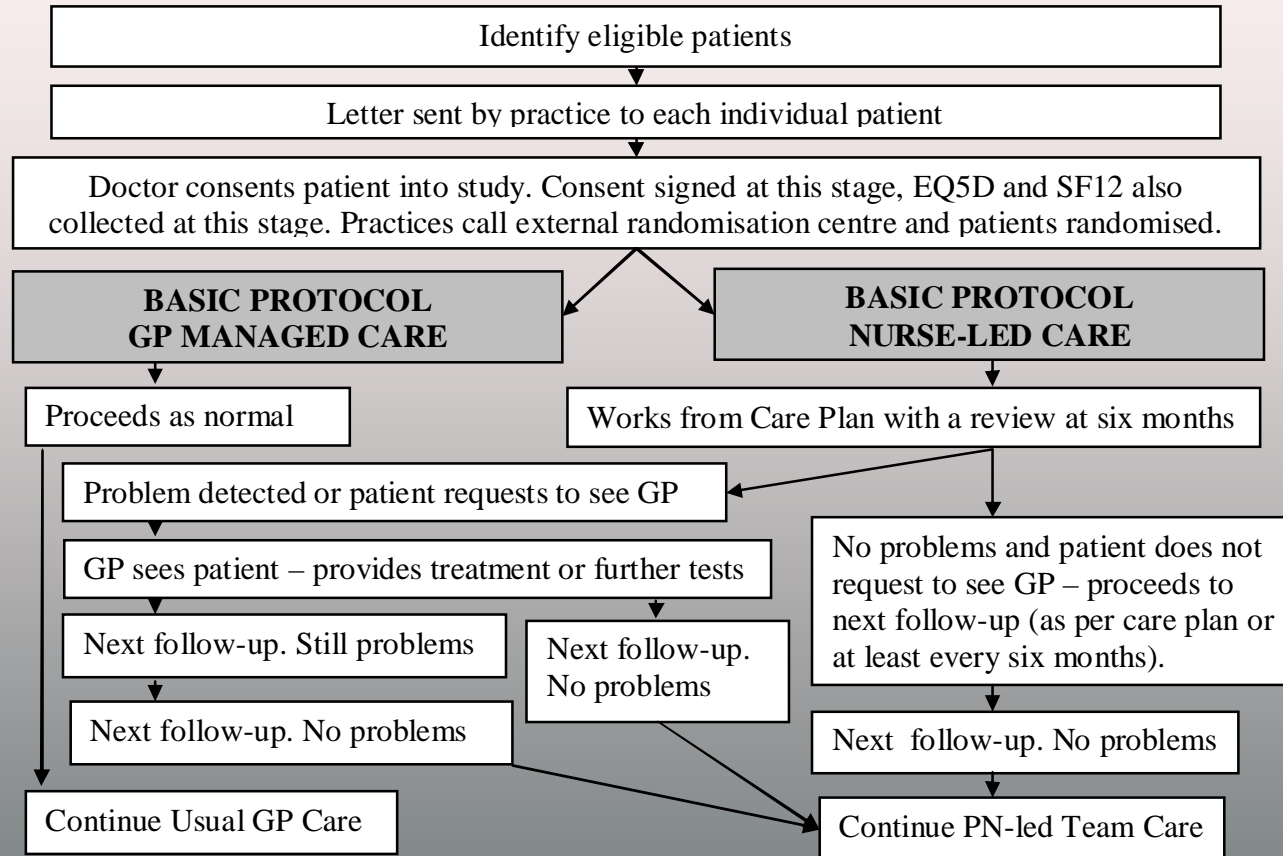 Identify eligible patients
Letter sent by practice to each individual patient
Doctor consents patient into study. Consent signed at this stage, EQ5D and SF12 also
collected at this stage. Practices call external randomisation centre and patients randomised.
BASIC PROTOCOL
GP MANAGED CARE
BASIC PROTOCOL
NURSE-LED CARE
Proceeds as normal
Works from Care Plan with a review at six months
Problem detected or patient requests to see GP
GP sees patient – provides treatment or further tests
No problems and patient does not
request to see GP – proceeds to
next follow-up (as per care plan or
at least every six months).
Next follow-up. Still problems
Next follow-up.
No problems
Next follow-up. No problems
Next follow-up. No problems
Continue Usual GP Care
Continue PN-led Team Care